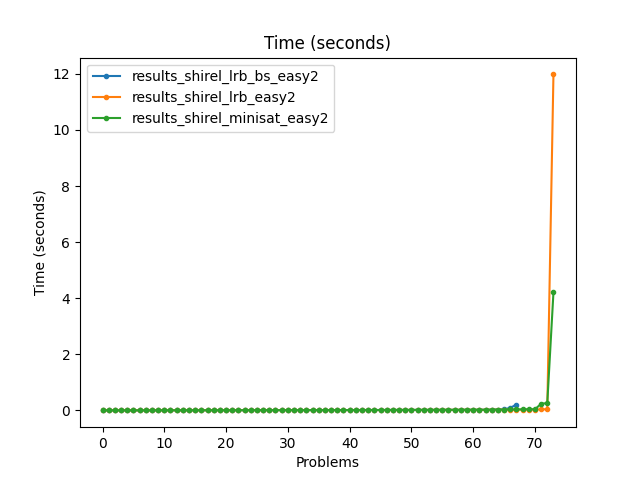 Time (seconds)
results_shirel_lrb_bs_easy2
results_shirel_lrb_easy2
results_shirel_minisat_easy2
Time (seconds)
12
10
8
6
4
2
0
0 10 20 30 40 50 60 70
Problems